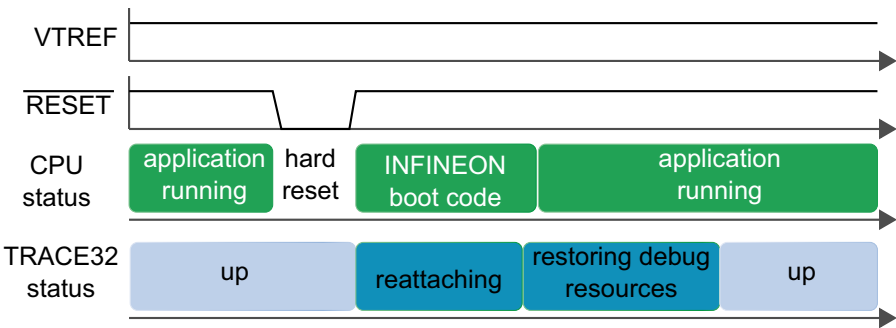 VTREF
RESET
CPU
status
application
running
hard
reset
INFINEON
boot code
application
running
TRACE32
status
up
reattaching
restoring debug
resources
up